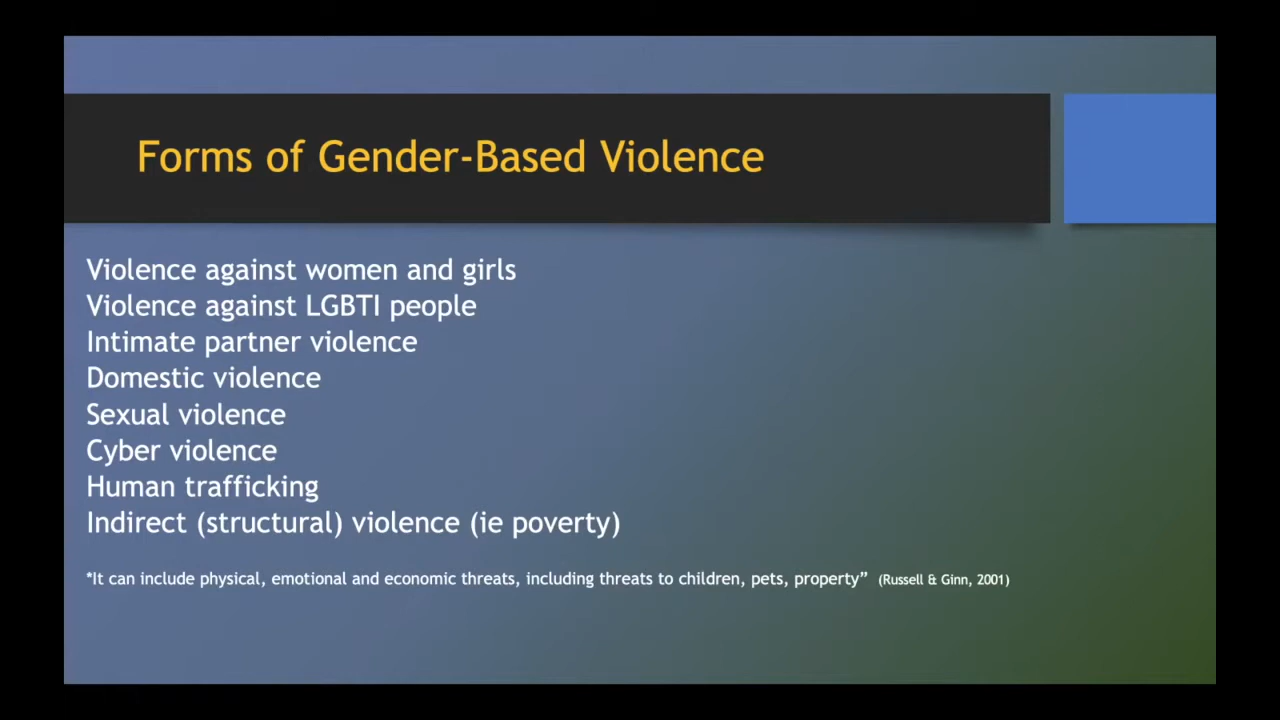 Forms of Gender-Based Violence
Violence against women and girls
Violence against LGBTI people
Intimate partner violence
Domestic violence
Sexual violence
Cyber violence
Human trafficking
Indirect (structural) violence (ie poverty)
*It can include physical, emotional and economic threats, including threats to children, pets, property” (Russell & Ginn, 2001)